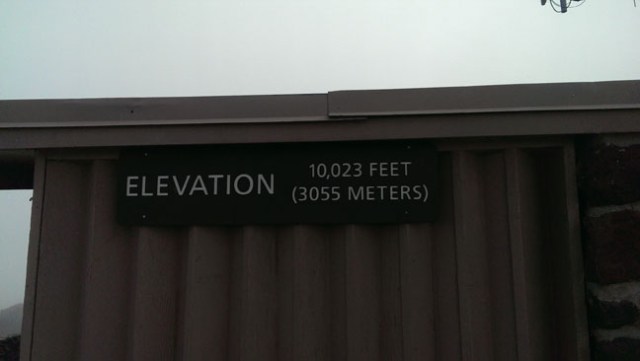 ELEVATION
10,023 FEET
(3055 METERS)